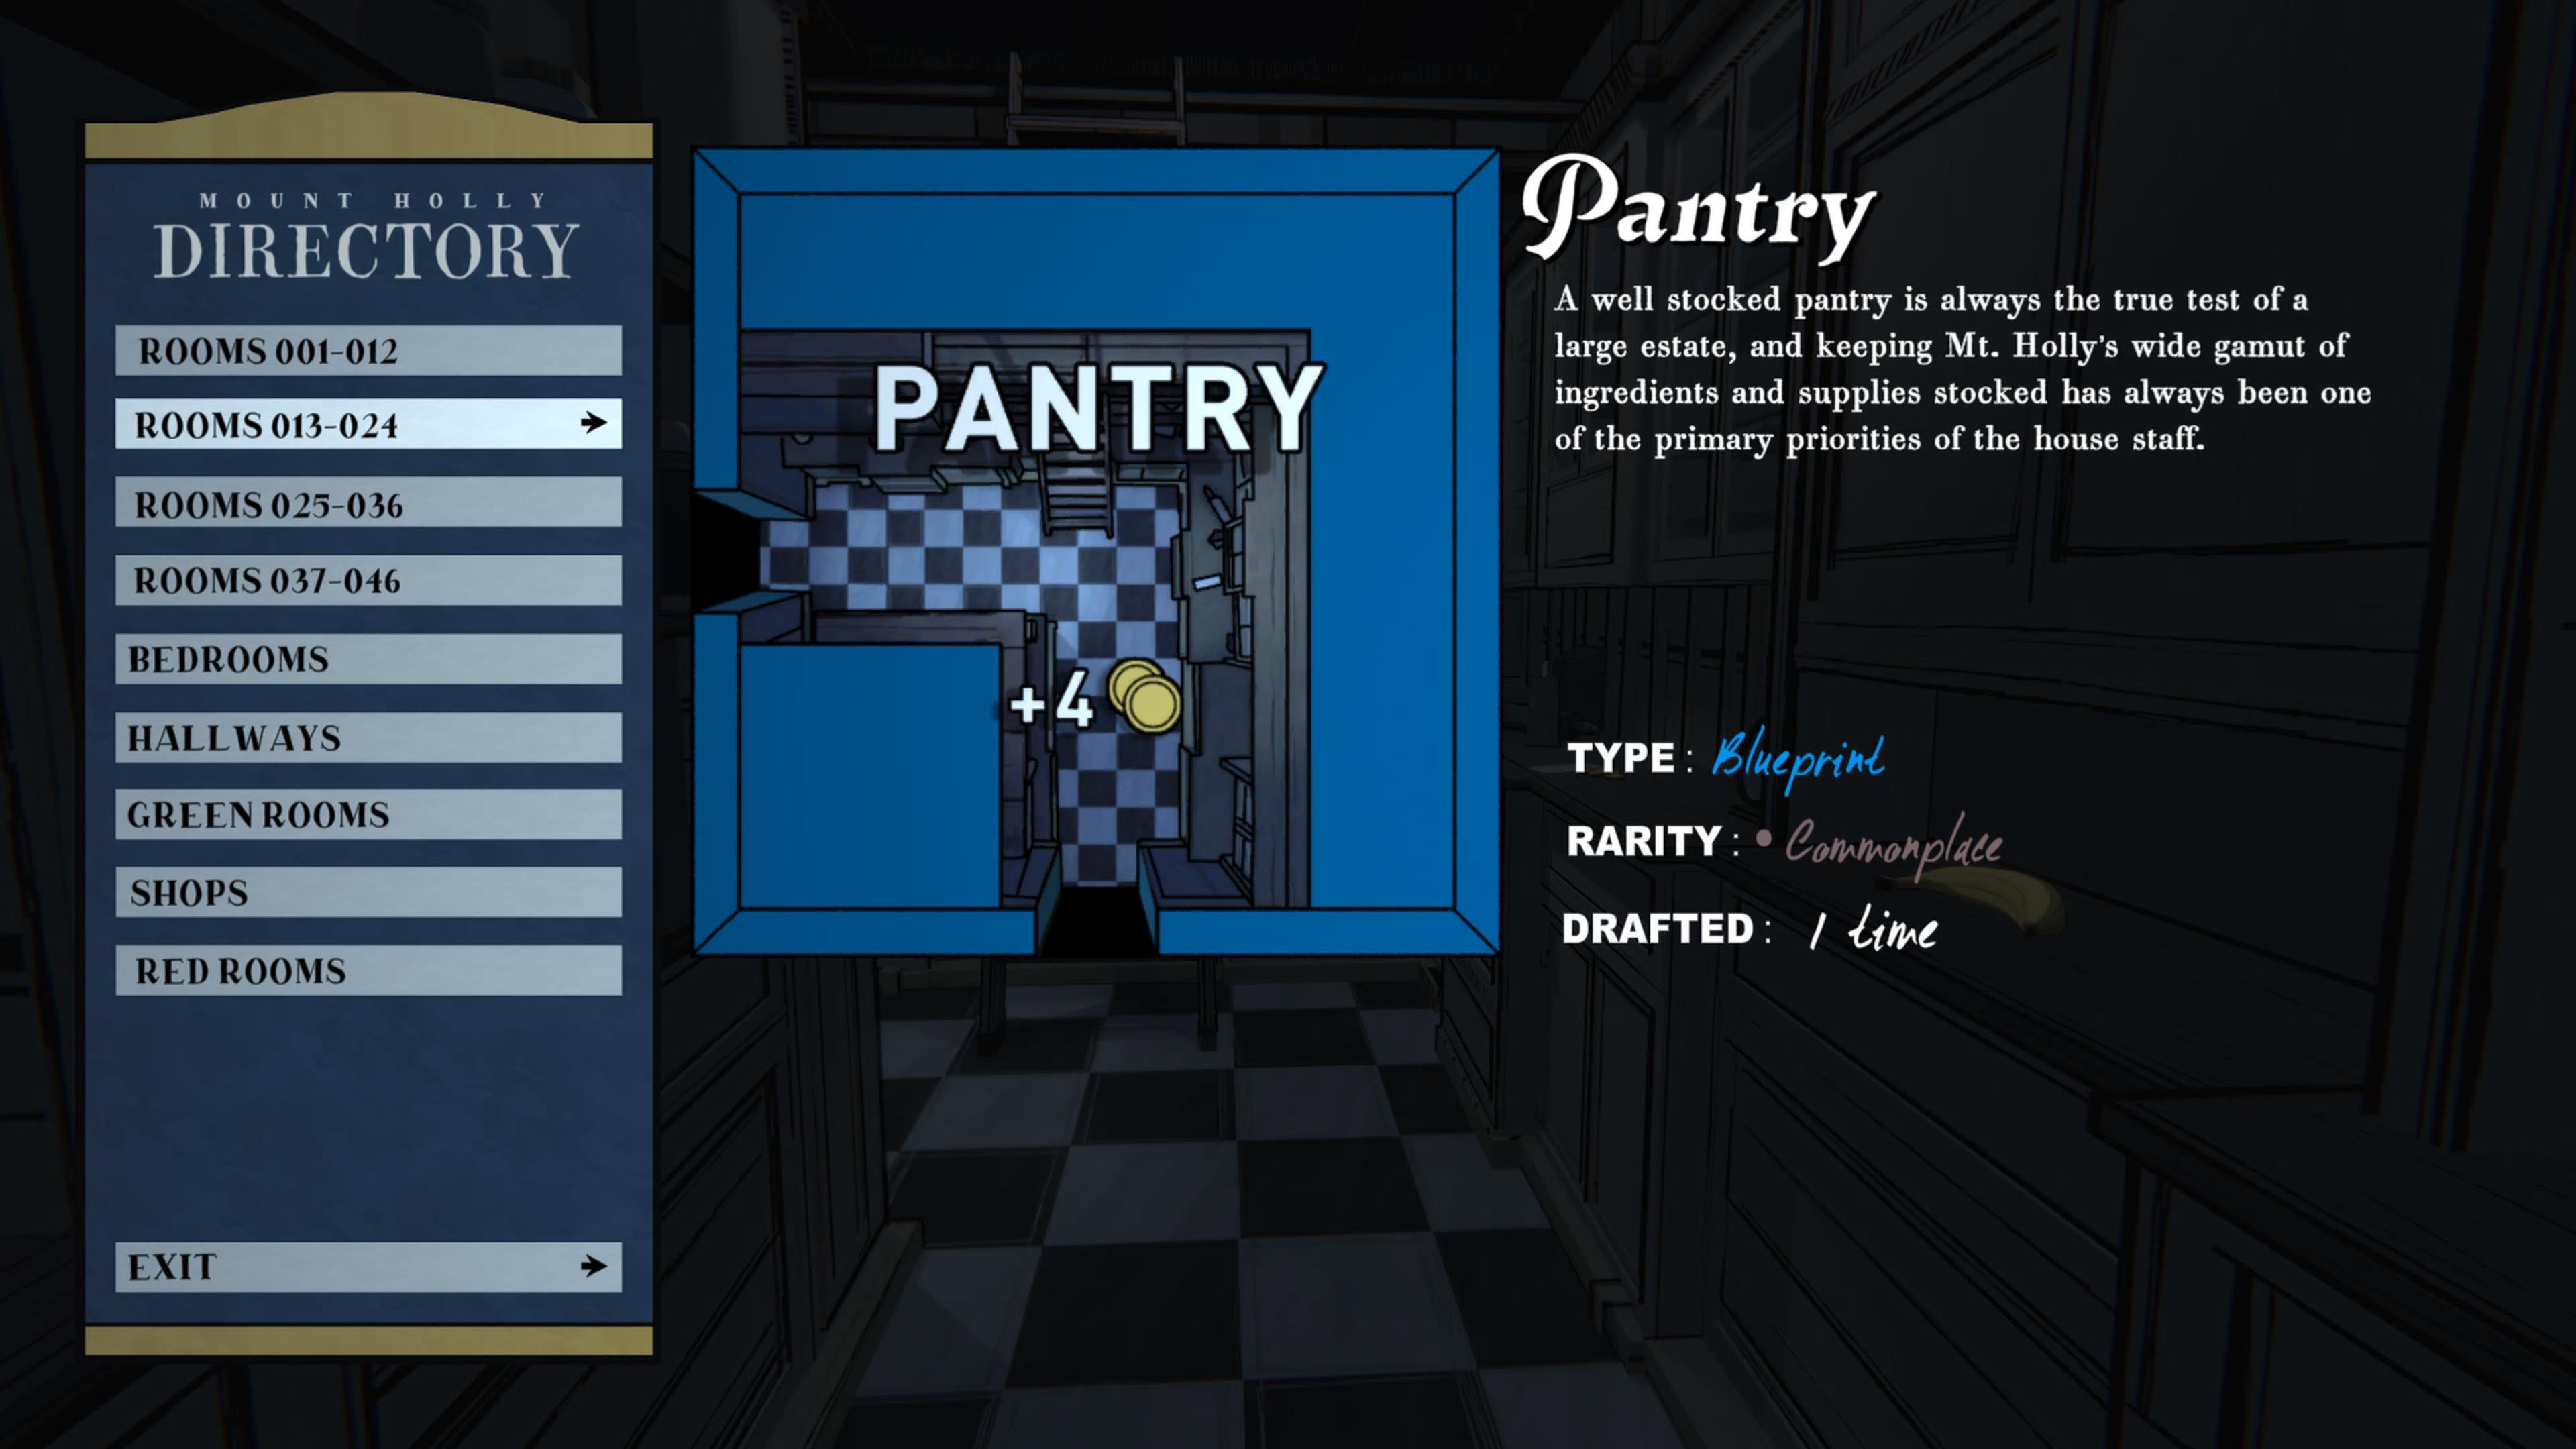 MOUNT HOLLY
DIRECTORY
ROOMS 001-012
ROOMS 013-024
ROOMS 025-036
ROOMS 037-046
BEDROOMS
HALLWAYS
GREEN ROOMS
SHOPS
RED ROOMS
EXIT
PANTRY
+4
Pantry
A well stocked pantry is always the true test of a
large estate, and keeping Mt. Holly's wide gamut of
ingredients and supplies stocked has always been one
of the primary priorities of the house staff.
TYPE : Blueprint
RARITY : • Commonplace
DRAFTED : 1 time